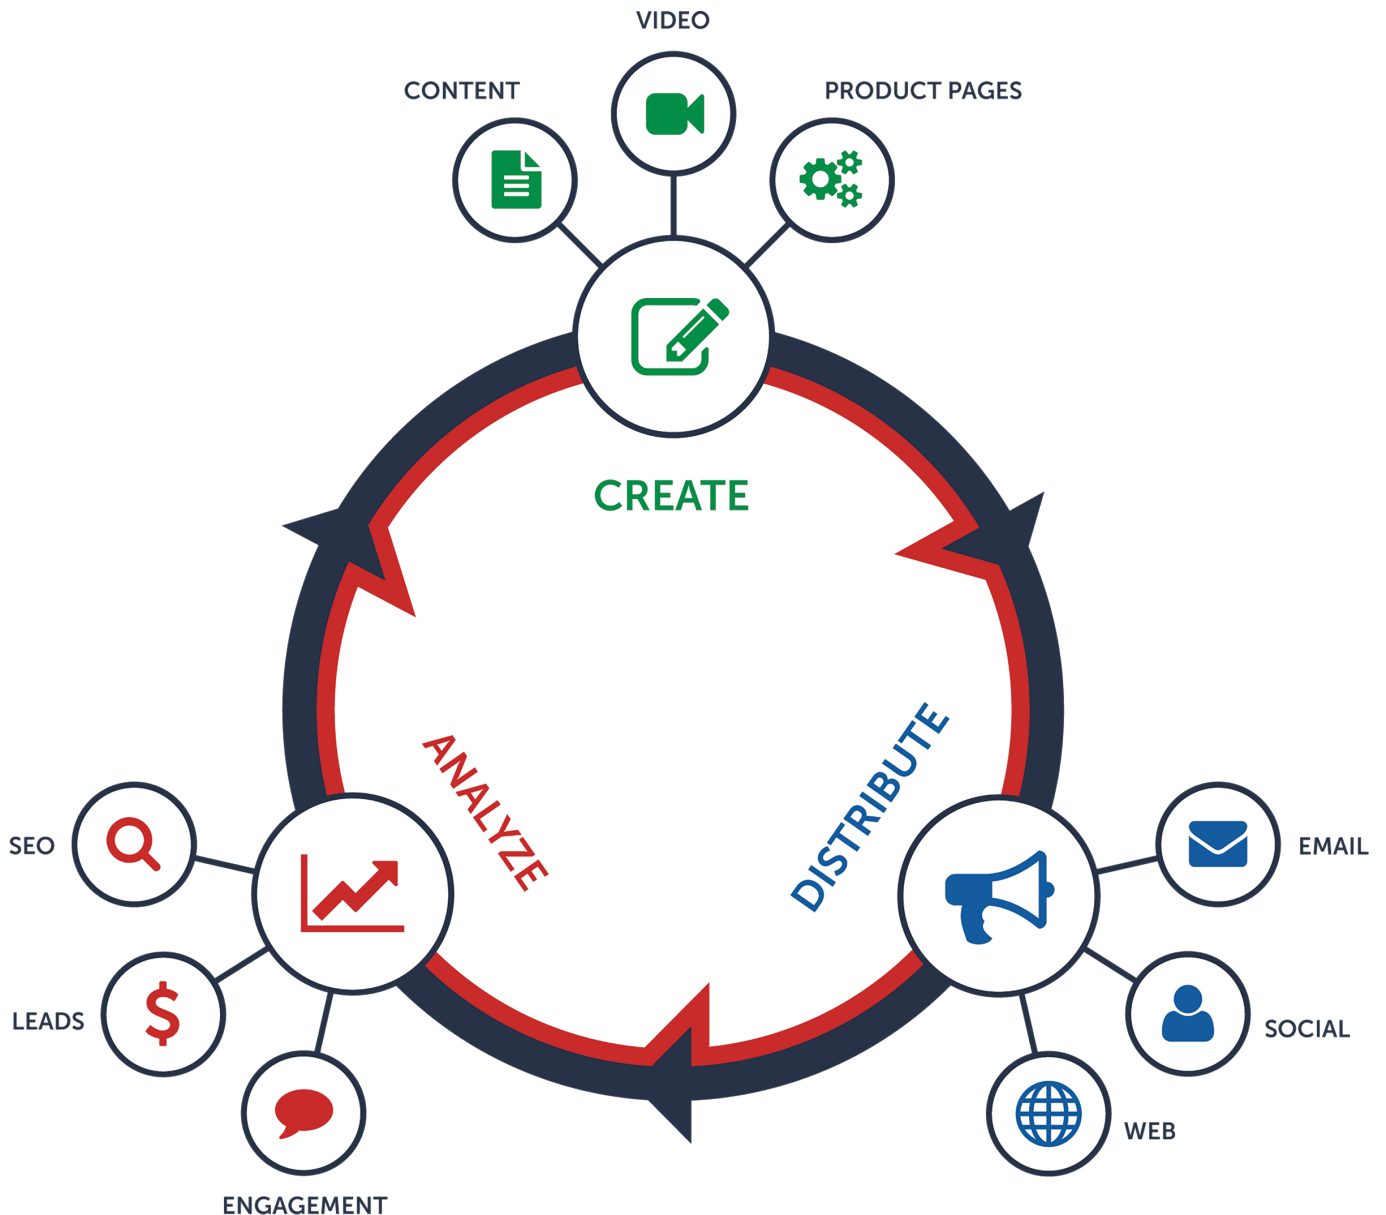 VIDEO
CONTENT
PRODUCT PAGES
CREATE
ANALYZE
DISTRIBUTE
SEO
EMAIL
LEADS
SOCIAL
WEB
ENGAGEMENT